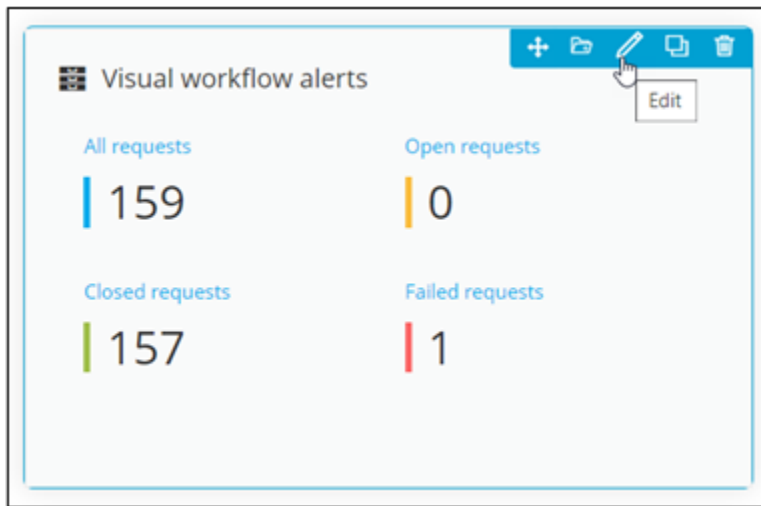 Visual workflow alerts
Edit
All requests
Open requests
159
0
Closed requests
Failed requests
157
1